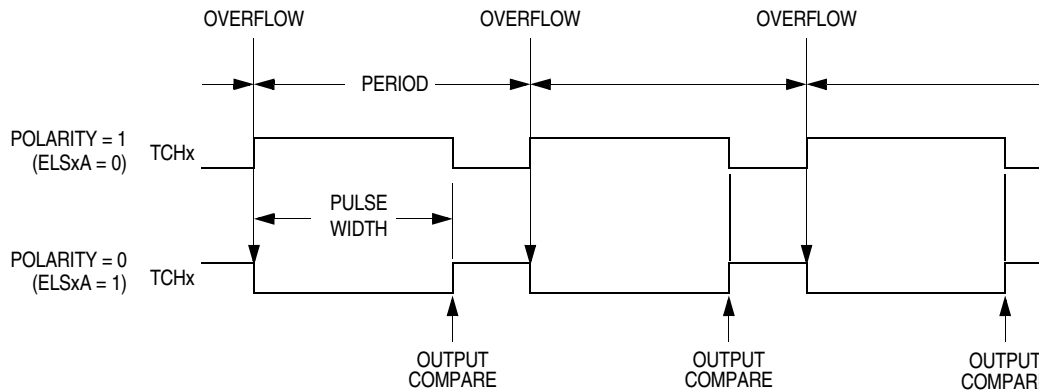 OVERFLOW OVERFLOW OVERFLOW
PERIOD
POLARITY = 1
(ELSxA = 0)
TCHx
PULSE
WIDTH
POLARITY = 0
(ELSxA = 1)
TCHx
OUTPUT
COMPARE
OUTPUT
COMPARE
OUTPUT
COMPARE